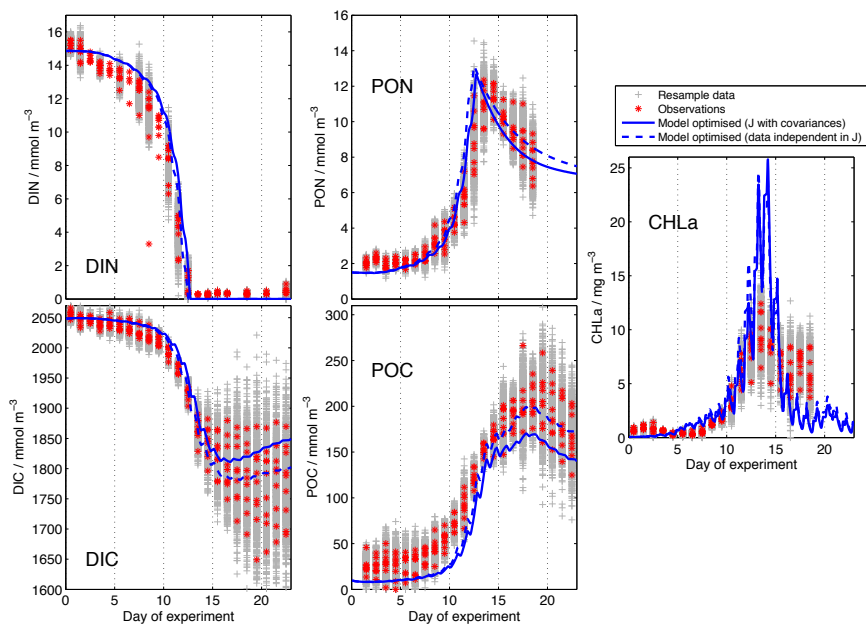 16
14
12
10
8
6
4
2
0
DIN / mmol m⁻³
DIN
16
14
12
10
8
6
4
2
0
PON / mmol m⁻³
PON
Resample data
Observations
Model optimised (J with covariances)
Model optimised (data independent in J)
25
20
15
10
5
0
CHLa / mg m⁻³
CHLa
0 5 10 15 20
Day of experiment
2050
2000
1950
1900
1850
1800
1750
1700
1650
1600
DIC / mmol m⁻³
DIC
0 5 10 15 20
Day of experiment
300
250
200
150
100
50
0
POC / mmol m⁻³
POC
0 5 10 15 20
Day of experiment